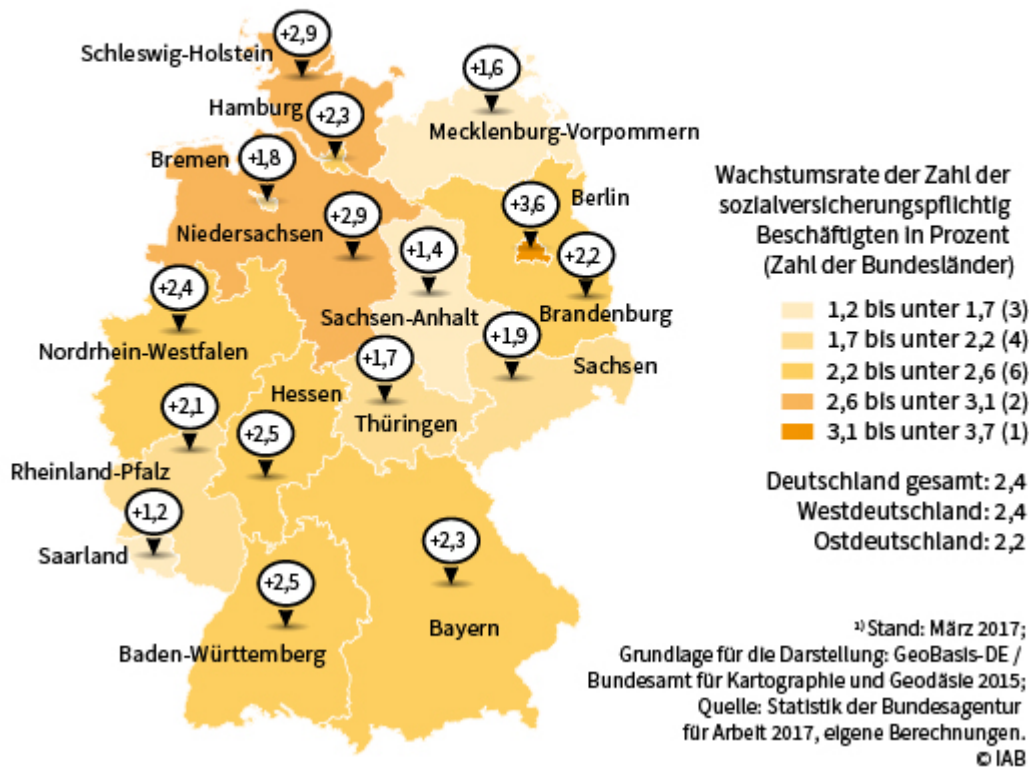 +2,9
Schleswig-Holstein
+1,6
Hamburg
+2,3
Mecklenburg-Vorpommern
Bremen
+1,8
Berlin
+3,6
+2,9
Niedersachsen
+1,4
+2,2
+2,4
Sachsen-Anhalt
Brandenburg
+1,9
Nordrhein-Westfalen
+1,7
Sachsen
Hessen
+2,1
Thüringen
+2,5
Rheinland-Pfalz
+1,2
Saarland
+2,3
+2,5
Bayern
Baden-Württemberg
Wachstumsrate der Zahl der
sozialversicherungspflichtig
Beschäftigten in Prozent
(Zahl der Bundesländer)
1,2 bis unter 1,7 (3)
1,7 bis unter 2,2 (4)
2,2 bis unter 2,6 (6)
2,6 bis unter 3,1 (2)
3,1 bis unter 3,7 (1)
Deutschland gesamt: 2,4
Westdeutschland: 2,4
Ostdeutschland: 2,2
¹⁾ Stand: März 2017;
Grundlage für die Darstellung: GeoBasis-DE /
Bundesamt für Kartographie und Geodäsie 2015;
Quelle: Statistik der Bundesagentur
für Arbeit 2017, eigene Berechnungen.
© IAB